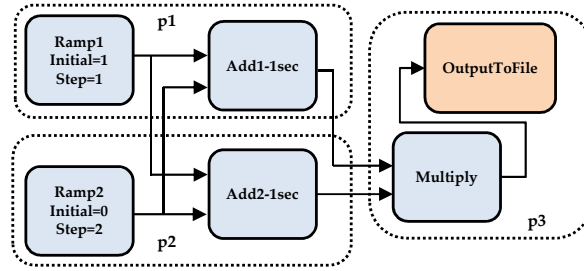 p1
Ramp1
Initial=1
Step=1
Add1-1sec
OutputToFile
Ramp2
Initial=0
Step=2
Add2-1sec
Multiply
p2
p3